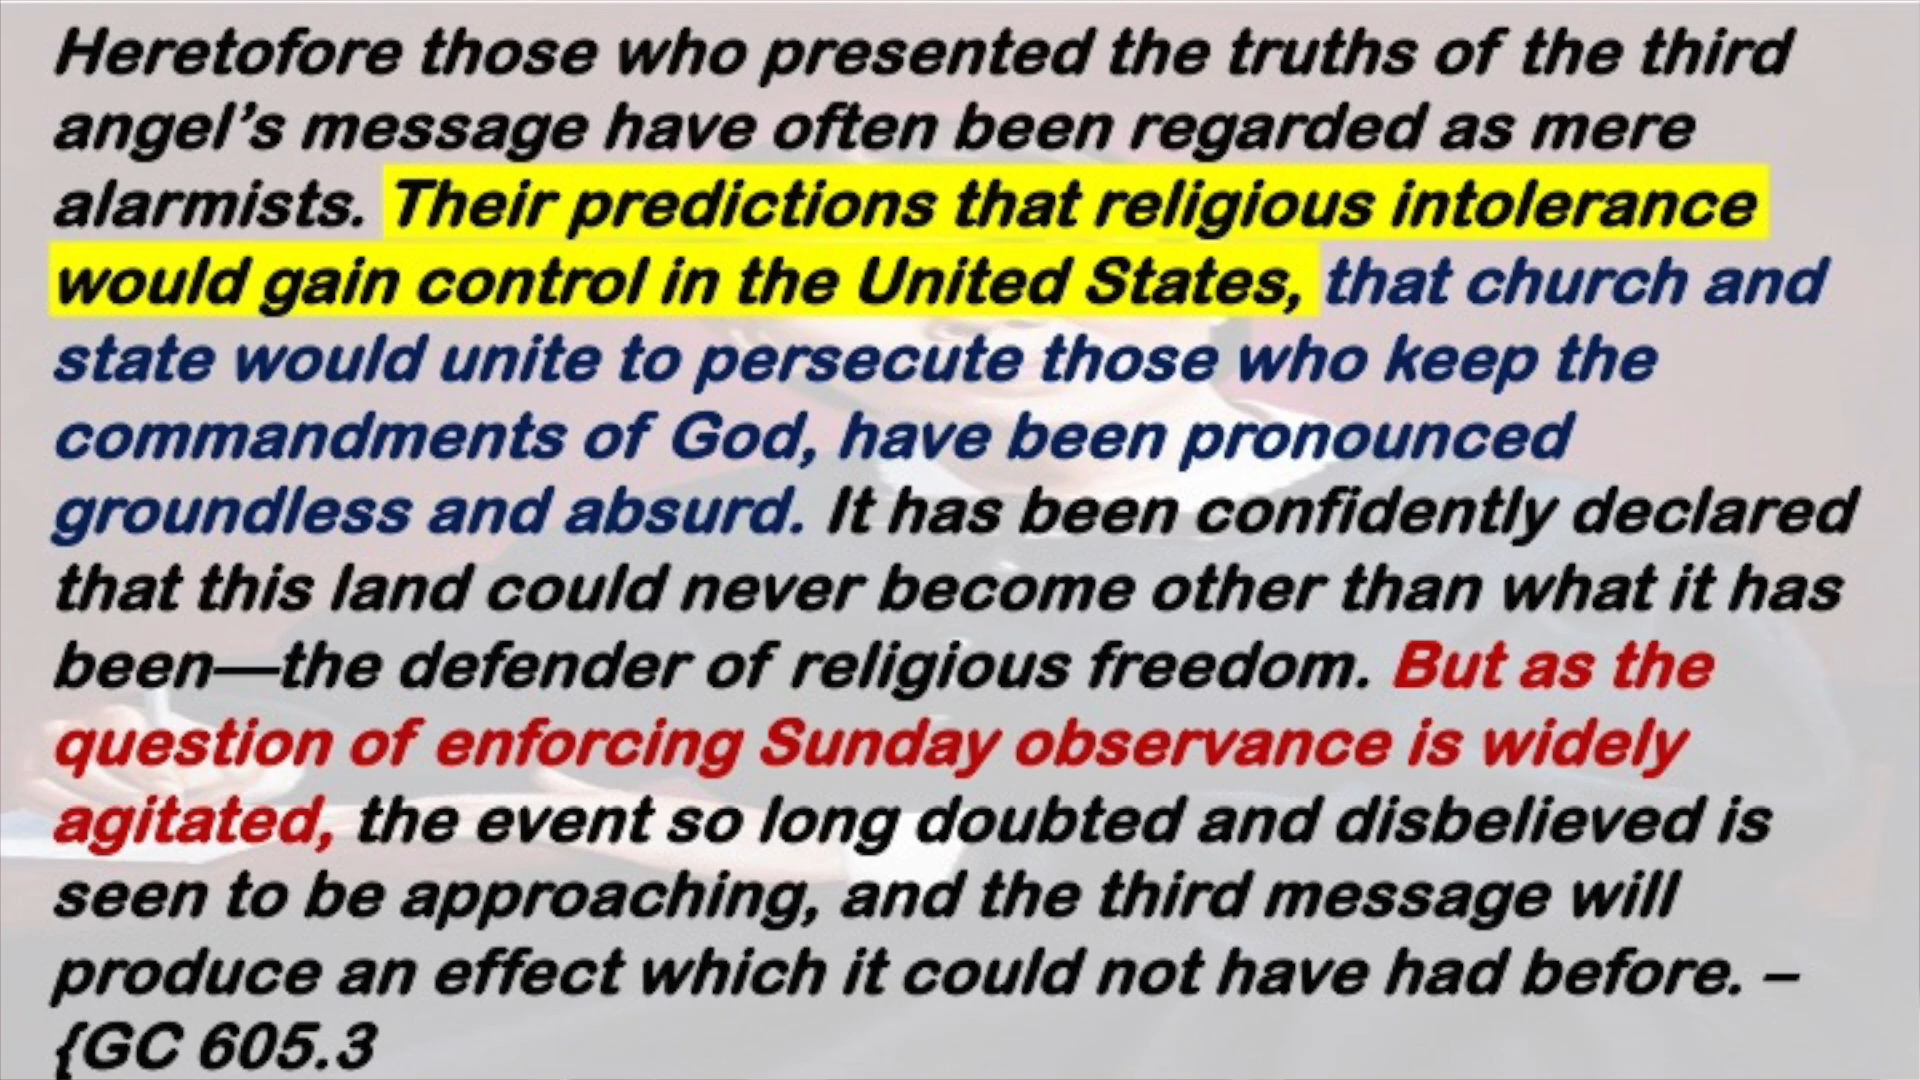 Heretofore those who presented the truths of the third
angel’s message have often been regarded as mere
alarmists. Their predictions that religious intolerance
would gain control in the United States, that church and
state would unite to persecute those who keep the
commandments of God, have been pronounced
groundless and absurd. It has been confidently declared
that this land could never become other than what it has
been—the defender of religious freedom. But as the
question of enforcing Sunday observance is widely
agitated, the event so long doubted and disbelieved is
seen to be approaching, and the third message will
produce an effect which it could not have had before. –
{GC 605.3